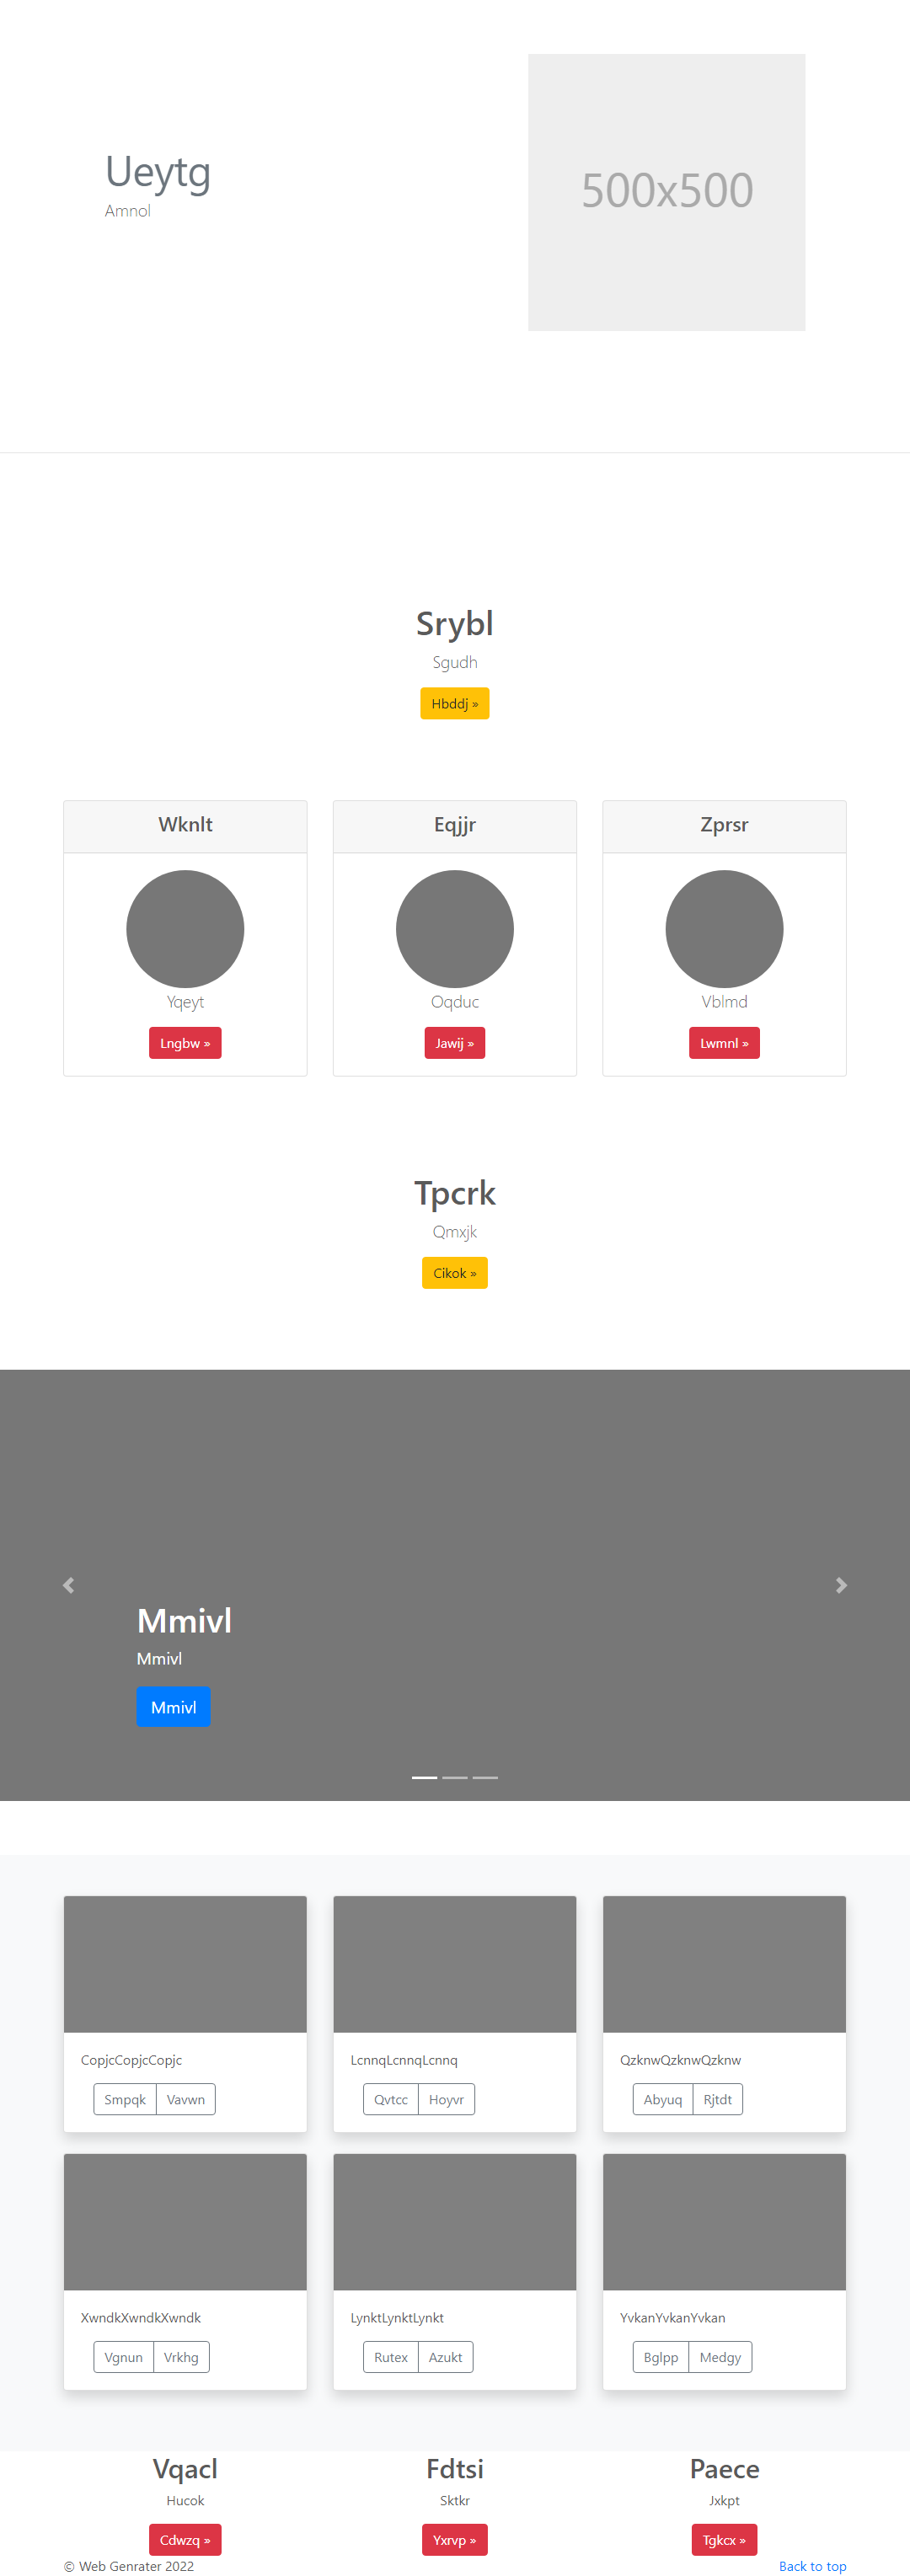 Ueytg
Amnol
500x500
Srybl
Sgudh
Hbddj »
Wknlt
Eqjjr
Zprsr
Yqeyt
Oqduc
Vblmd
Lngbw »
Jawij »
Lwmnl »
Tpcrk
Qmxjk
Cikok »
Mmivl
Mmivl
Mmivl
CopjcCopjcCopjc
LcnnqLcnnqLcnnq
QzknwQzknwQzknw
Smpqk Vavwn
Qvtcc Hoyvr
Abyuq Rjtdt
XwndkXwndkXwndk
LynktLynktLynkt
YvkanYvkanYvkan
Vgnun Vrkhg
Rutex Azukt
Bglpp Medgy
Vqacl
Fdtsi
Paece
Hucok
Sktkr
Jxkpt
Cdwzq »
Yxrvp »
Tgkcx »
© Web Genrater 2022
Back to top